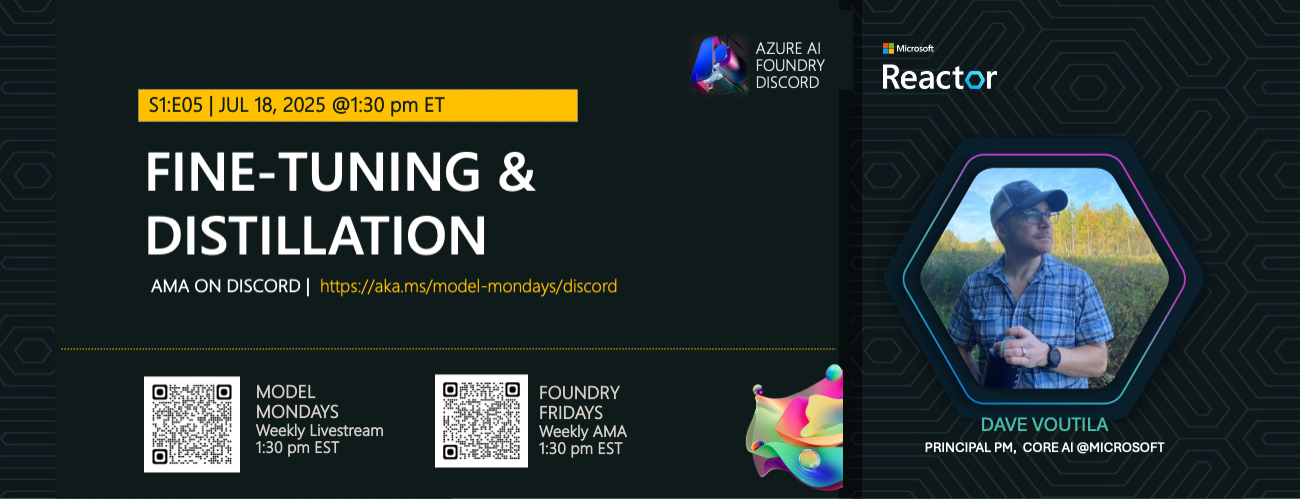 AZURE AI
FOUNDRY
DISCORD
S1:E05 | JUL 18, 2025 @1:30 pm ET
FINE-TUNING &
DISTILLATION
AMA ON DISCORD | https://aka.ms/model-mondays/discord
MODEL
MONDAYS
Weekly Livestream
1:30 pm EST
FOUNDRY
FRIDAYS
Weekly AMA
1:30 pm EST
Microsoft
Reactor
DAVE VOUTILA
PRINCIPAL PM, CORE AI @MICROSOFT